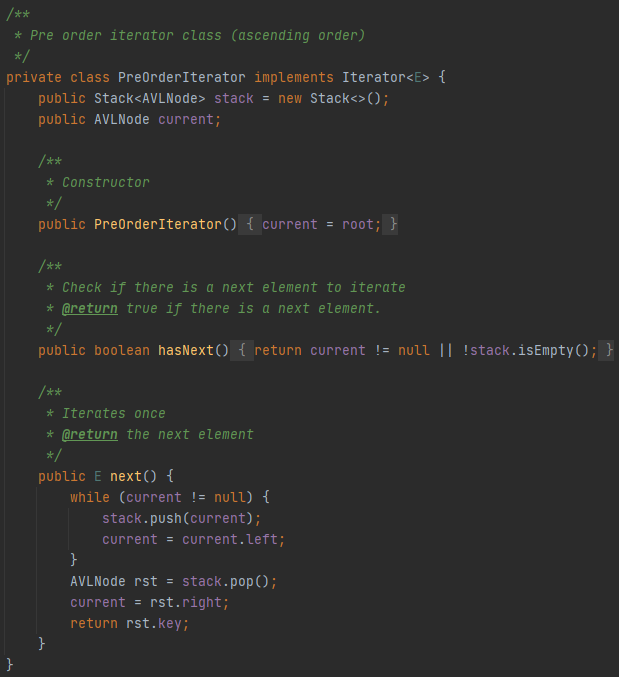 /**
 * Pre order iterator class (ascending order)
 */
private class PreOrderIterator implements Iterator<E> {
    public Stack<AVLNode> stack = new Stack<>();
    public AVLNode current;

    /**
     * Constructor
     */
    public PreOrderIterator() { current = root; }

    /**
     * Check if there is a next element to iterate
     * @return true if there is a next element.
     */
    public boolean hasNext() { return current != null || !stack.isEmpty(); }

    /**
     * Iterates once
     * @return the next element
     */
    public E next() {
        while (current != null) {
            stack.push(current);
            current = current.left;
        }
        AVLNode rst = stack.pop();
        current = rst.right;
        return rst.key;
    }
}